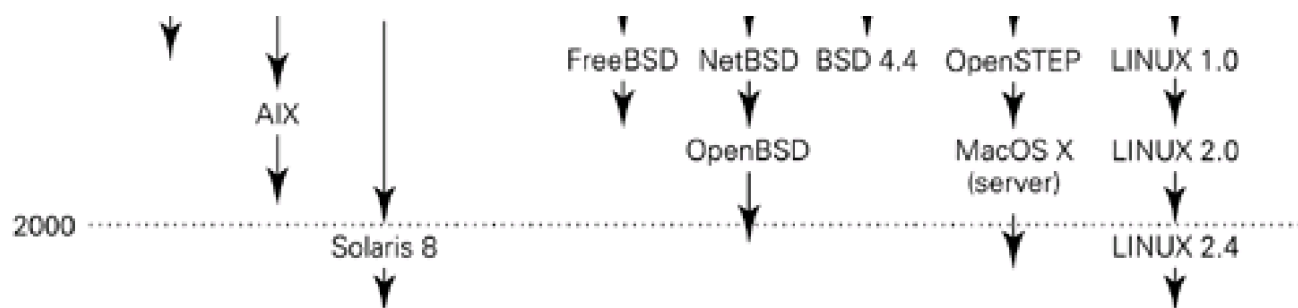 FreeBSD NetBSD BSD 4.4 OpenSTEP LINUX 1.0
AIX
OpenBSD MacOS X LINUX 2.0
(server)
2000
Solaris 8 LINUX 2.4